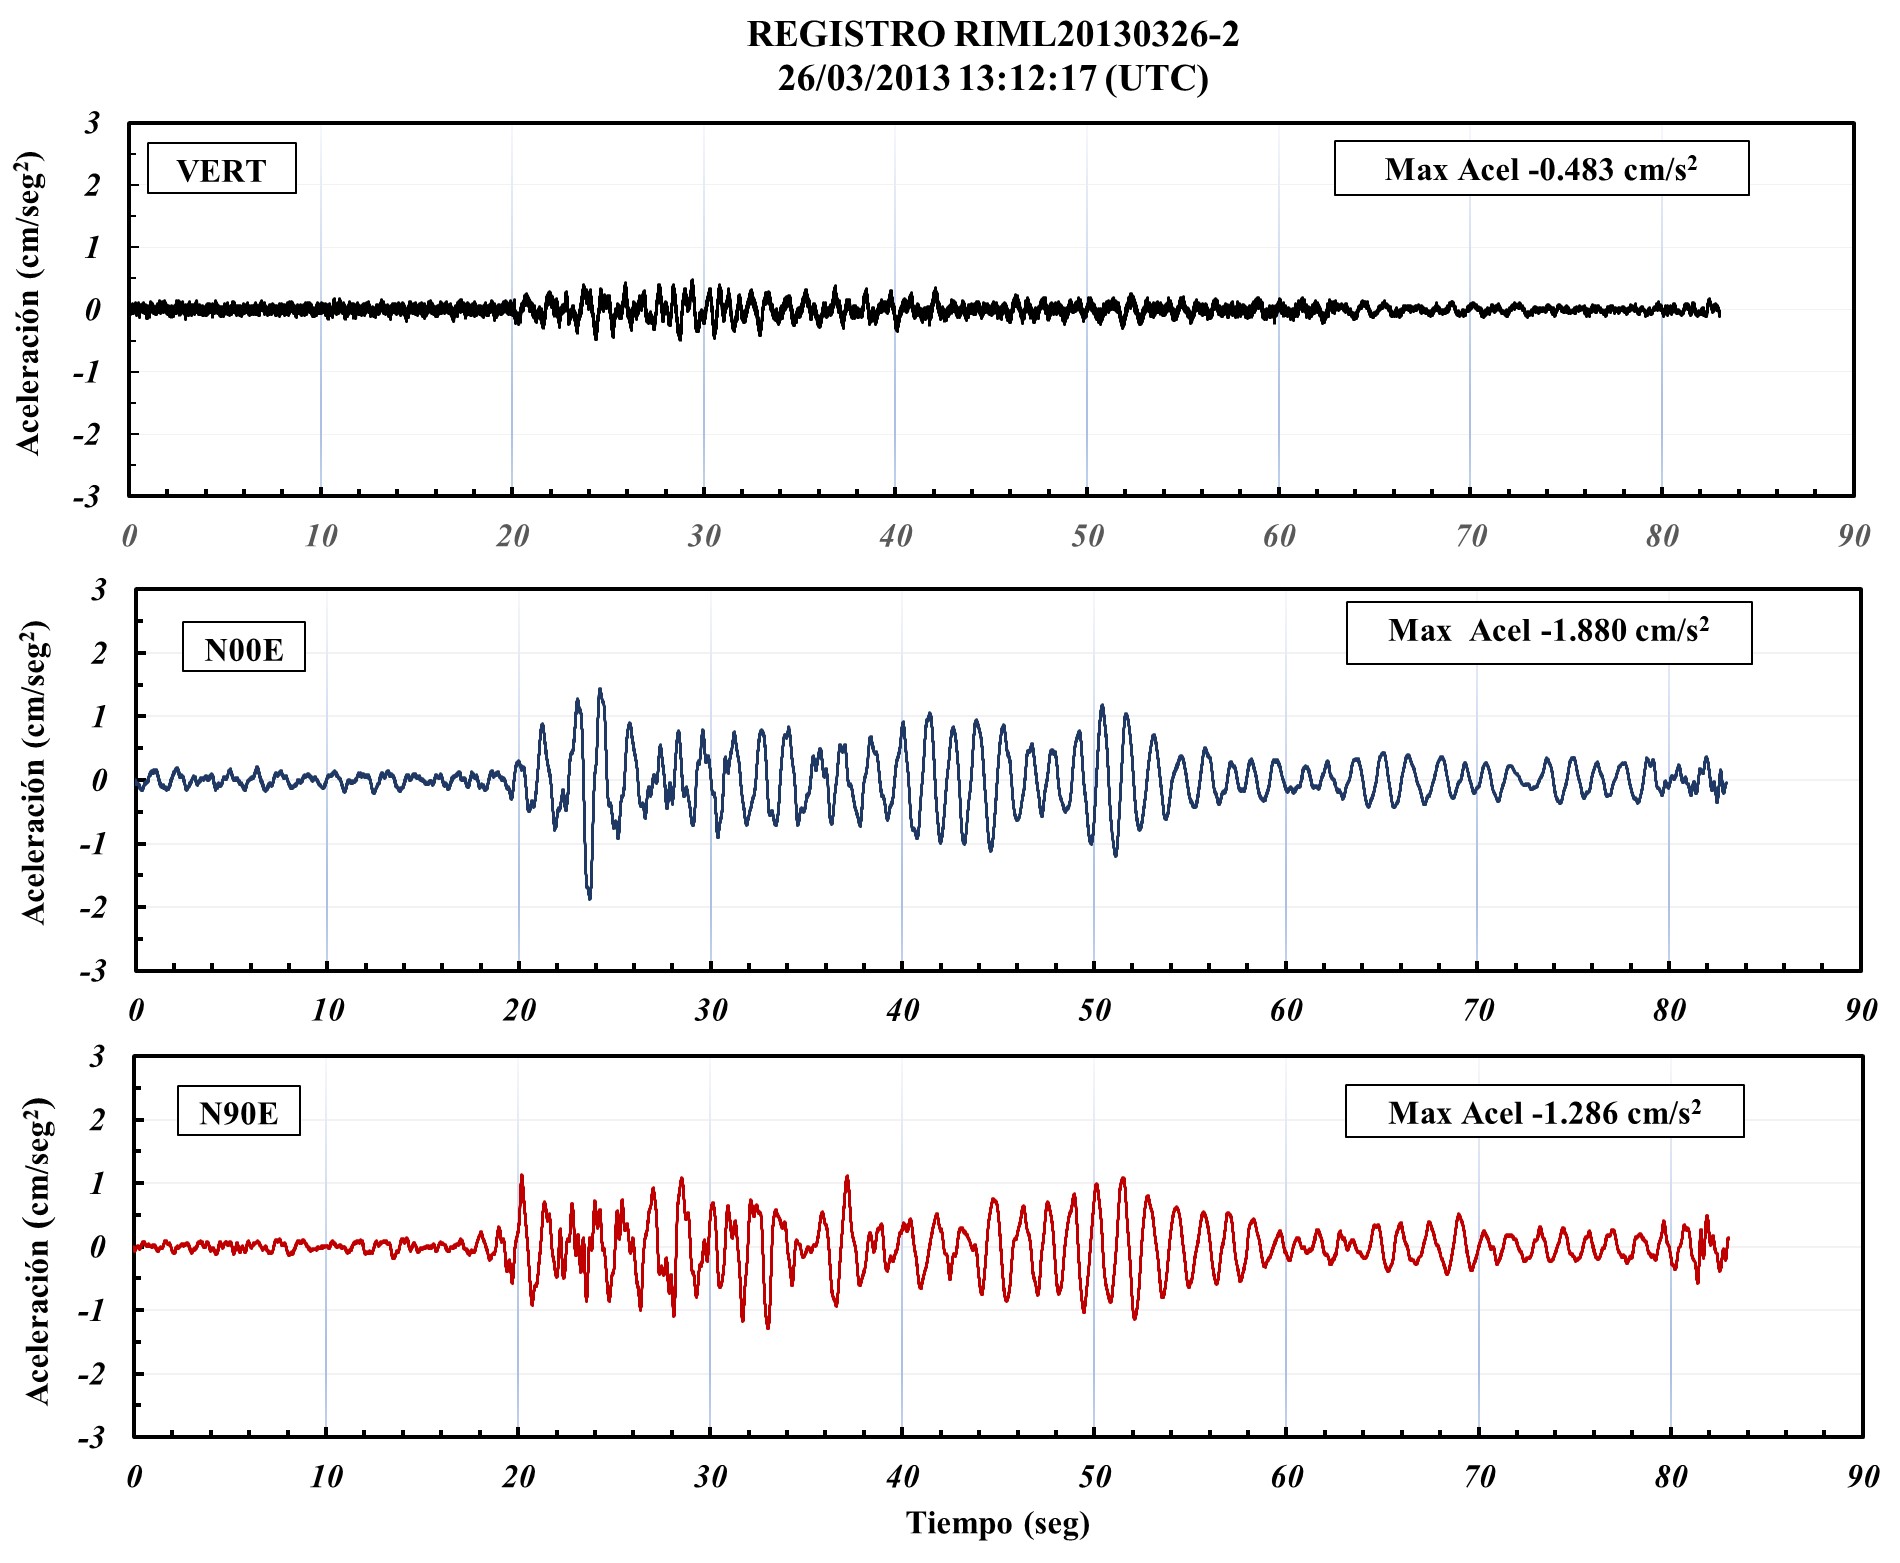 REGISTRO RIML20130326-2
26/03/2013 13:12:17 (UTC)
VERT
Max Acel -0.483 cm/s²
Aceleración (cm/seg²)
3
2
1
0
-1
-2
-3
0 10 20 30 40 50 60 70 80 90
N00E
Max Acel -1.880 cm/s²
Aceleración (cm/seg²)
3
2
1
0
-1
-2
-3
0 10 20 30 40 50 60 70 80 90
N90E
Max Acel -1.286 cm/s²
Aceleración (cm/seg²)
3
2
1
0
-1
-2
-3
0 10 20 30 40 50 60 70 80 90
Tiempo (seg)